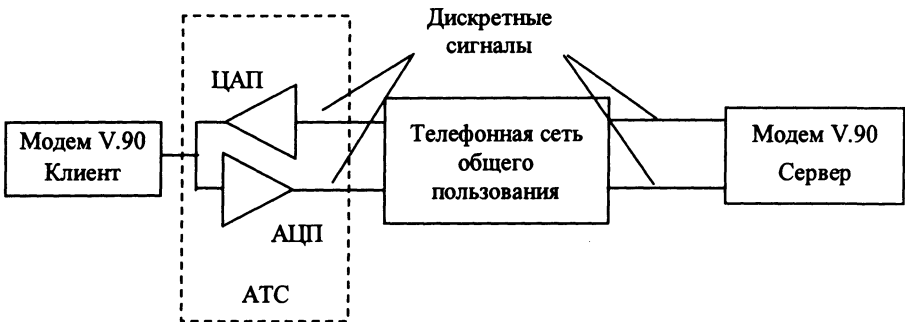 Дискретные
сигналы
ЦАП
Модем V.90
Клиент
Телефонная сеть
общего
пользования
Модем V.90
Сервер
АЦП
АТС